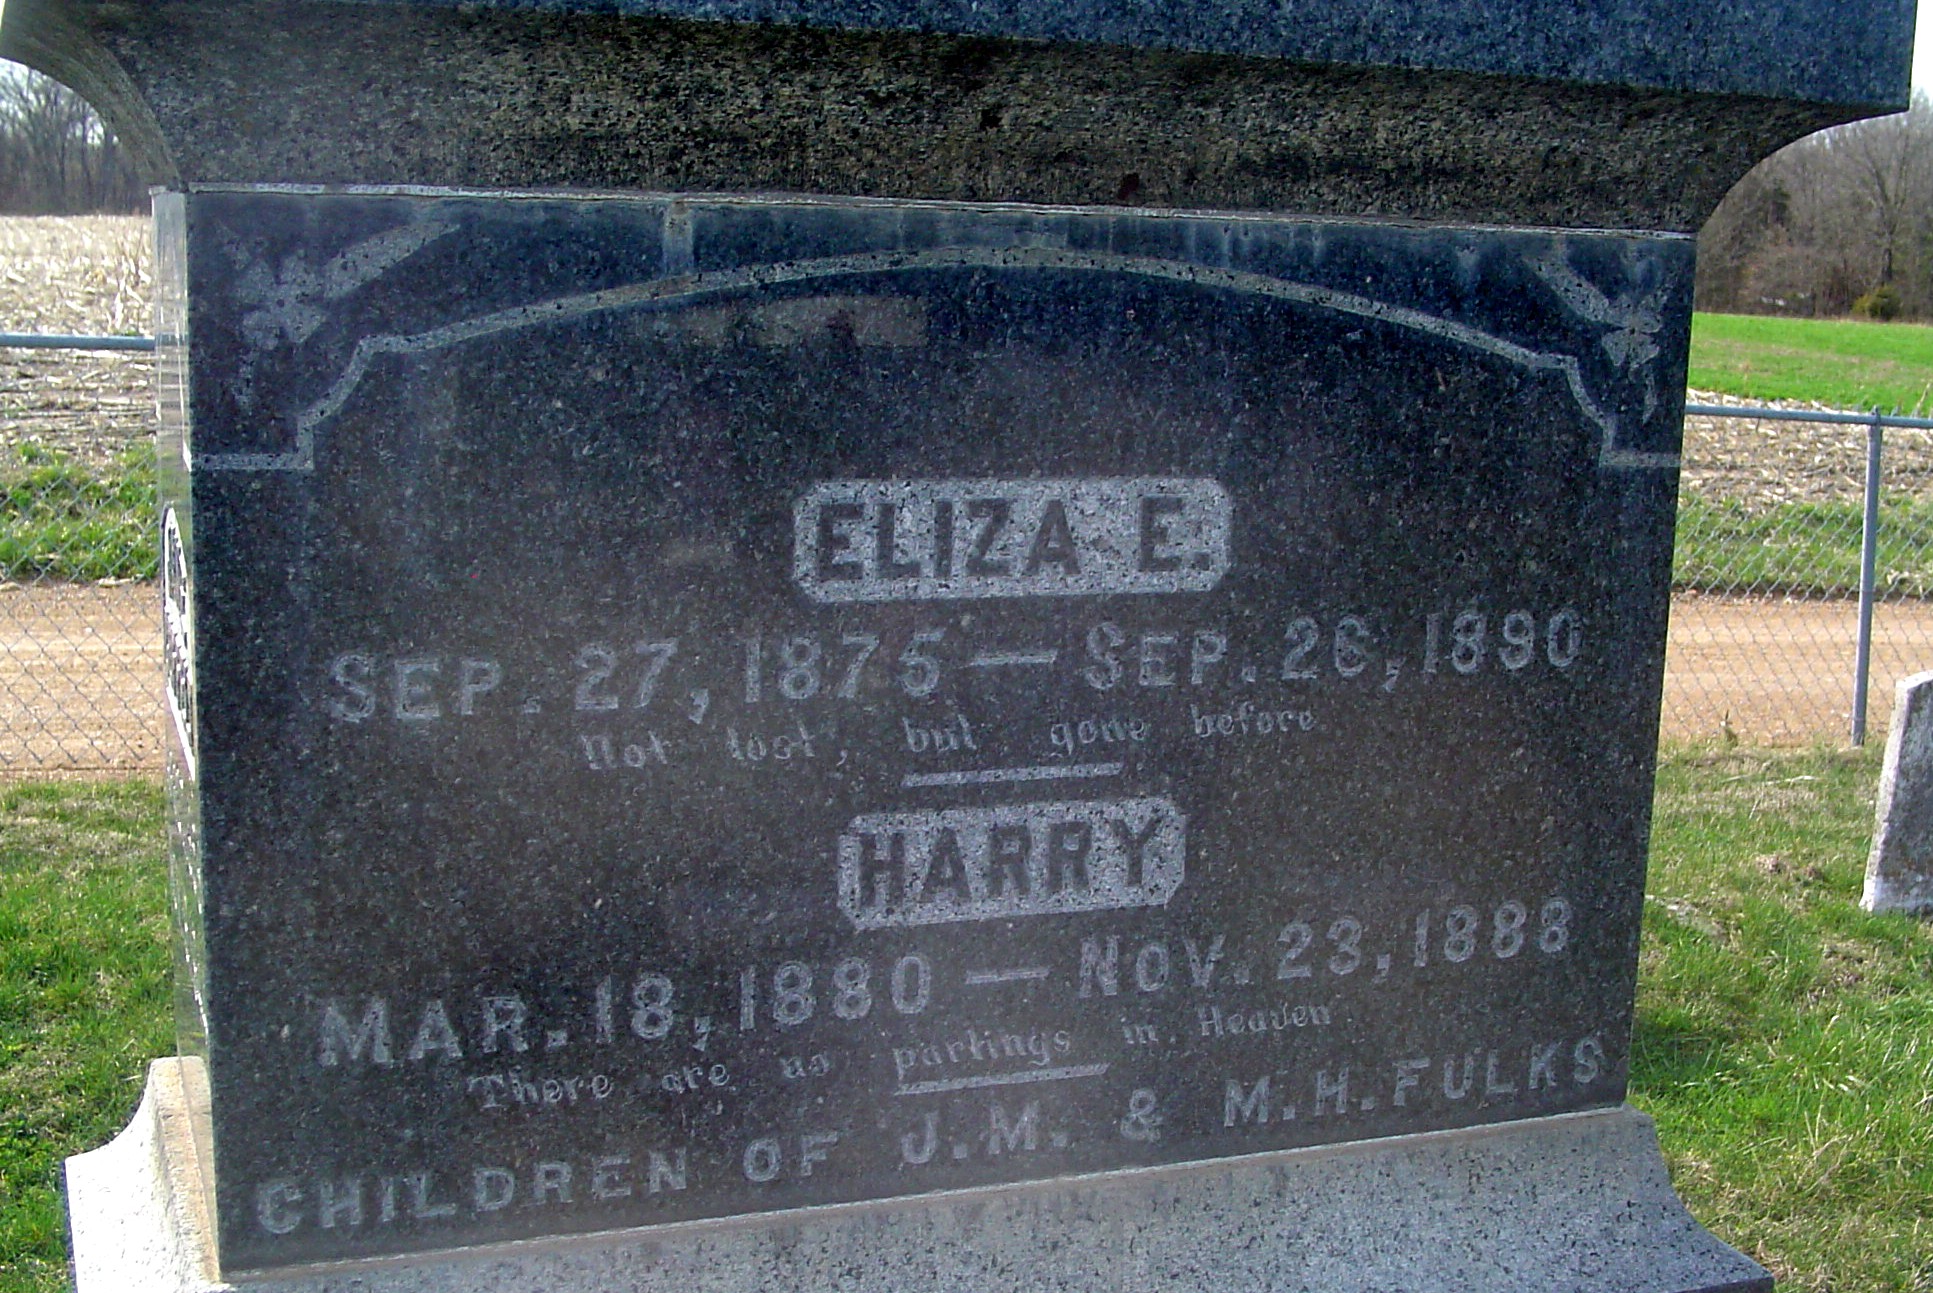 ELIZA E.
SEP. 27, 1875 — SEP. 26, 1890
Not lost, but gone before
HARRY
MAR. 18, 1880 — NOV. 23, 1888
There are no partings in Heaven.
CHILDREN OF J.M. & M.H. FULKS